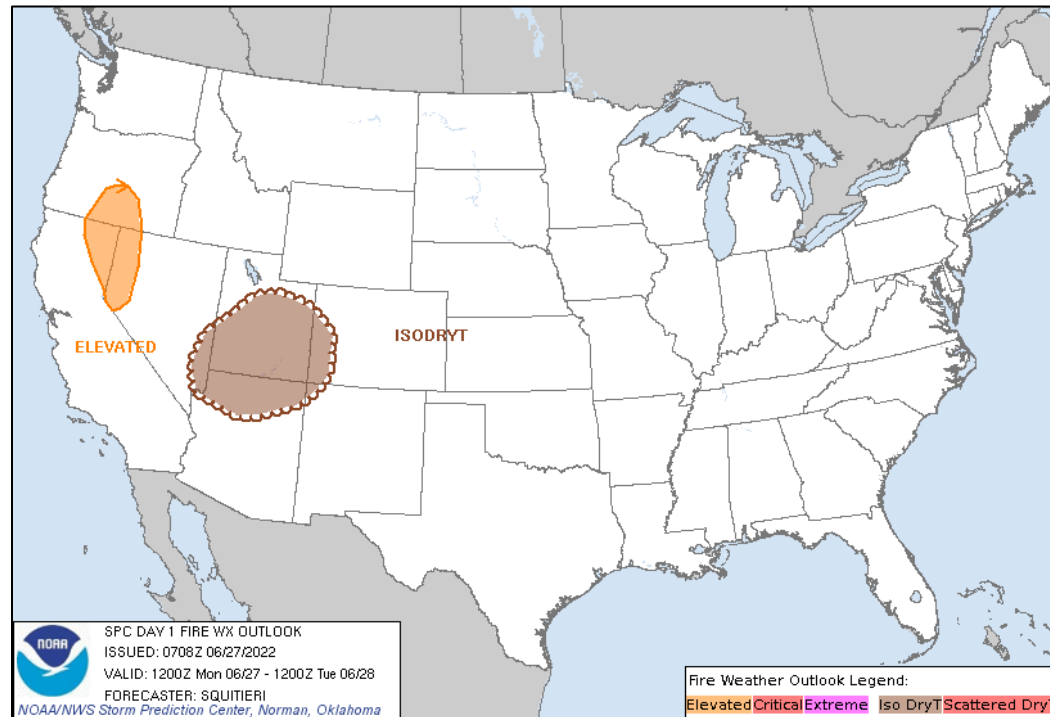 ELEVATED
ISODRYT
NOAA
SPC DAY 1 FIRE WX OUTLOOK
ISSUED: 0708Z 06/27/2022
VALID: 1200Z Mon 06/27 - 1200Z Tue 06/28
FORECASTER: SQUITIERI
NOAA/NWS Storm Prediction Center, Norman, Oklahoma
Fire Weather Outlook Legend:
Elevated Critical Extreme Iso DryT Scattered DryT